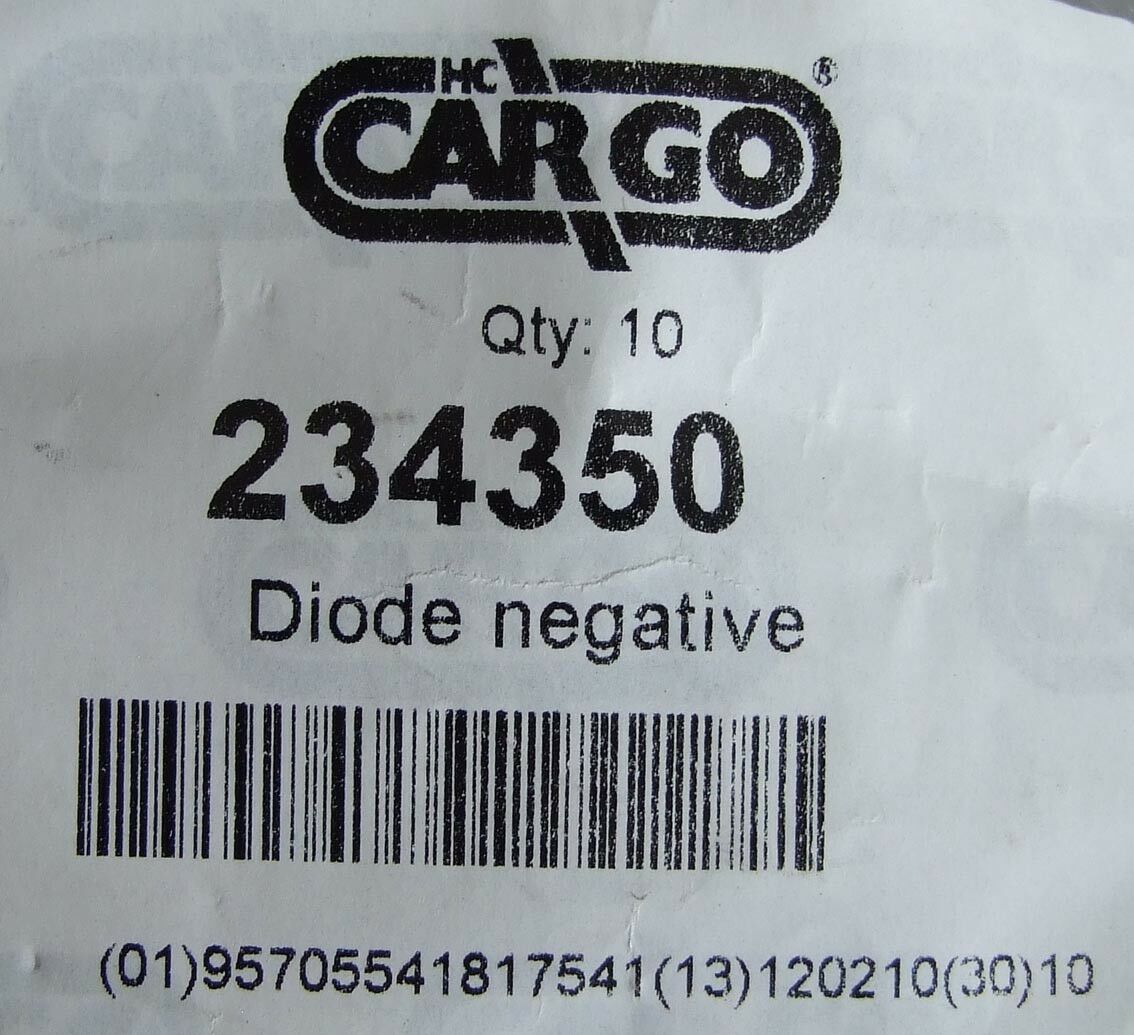 HC
CARGO®
Qty: 10
234350
Diode negative
(01)95705541817541(13)120210(30)10